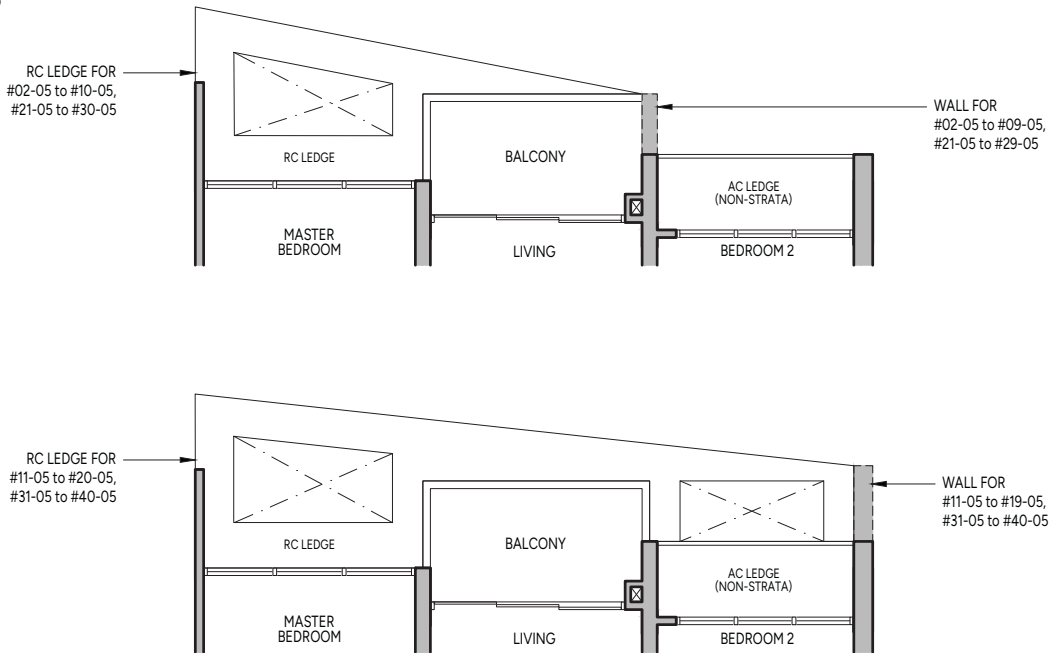 RC LEDGE FOR
#02-05 to #10-05,
#21-05 to #30-05
WALL FOR
#02-05 to #09-05,
#21-05 to #29-05
RC LEDGE
BALCONY
AC LEDGE
(NON-STRATA)
MASTER
BEDROOM
LIVING
BEDROOM 2
RC LEDGE FOR
#11-05 to #20-05,
#31-05 to #40-05
WALL FOR
#11-05 to #19-05,
#31-05 to #40-05
RC LEDGE
BALCONY
AC LEDGE
(NON-STRATA)
MASTER
BEDROOM
LIVING
BEDROOM 2